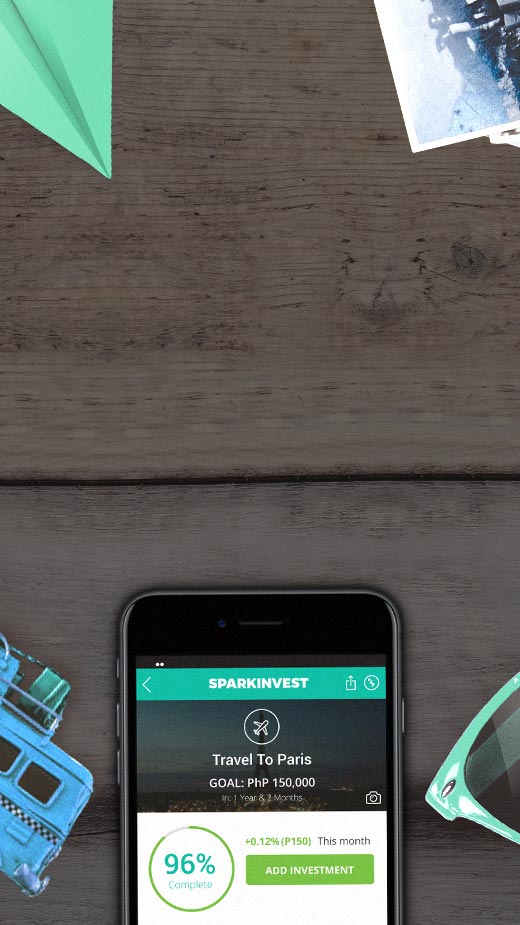 SPARKINVEST
Travel To Paris
GOAL: PhP 150,000
In: 1 Year & 2 Months
96%
Complete
+0.12% (P150) This month
ADD INVESTMENT